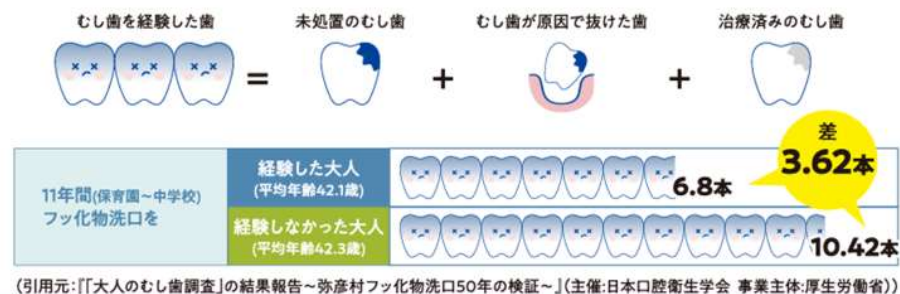 むし歯を経験した歯
未処置のむし歯
むし歯が原因で抜けた歯
治療済みのむし歯
=
+
+
差
3.62本
11年間(保育園~中学校)
フッ化物洗口を
経験した大人
(平均年齢42.1歳)
6.8本
経験しなかった大人
(平均年齢42.3歳)
10.42本
(引用元:『「大人のむし歯調査」の結果報告~弥彦村フッ化物洗口50年の検証~』(主催:日本口腔衛生学会 事業主体:厚生労働省))